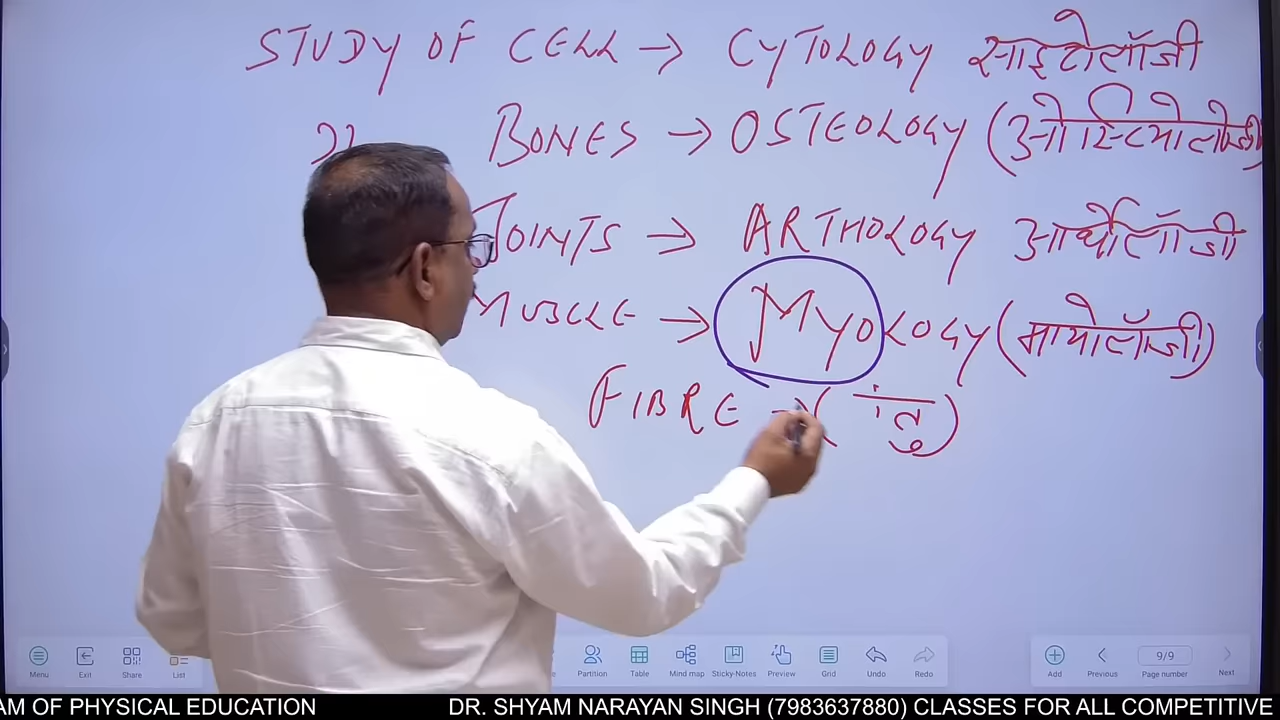 STUDY OF CELL → CYTOLOGY साइटोलॉजी
BONES → OSTEOLOGY (ओस्टियोलोजी)
JOINTS → ARTHOLOGY आर्थोलॉजी
MUSCLE → MyOLOGY (मायोलॉजी)
FIBRE → ( तंतु )
Menu Exit Share List Partition Table Mind map Sticky-Notes Preview Grid Undo Redo Add Previous 9/9 Page number Next
AM OF PHYSICAL EDUCATION DR. SHYAM NARAYAN SINGH (7983637880) CLASSES FOR ALL COMPETITIVE